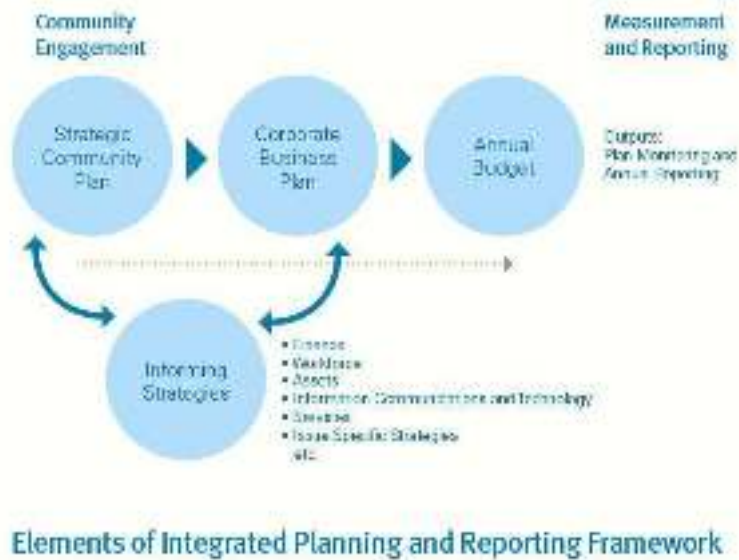 Community
Engagement
Measurement
and Reporting
Strategic
Community
Plan
Corporate
Business
Plan
Annual
Budget
Outputs:
Plan Monitoring and
Annual Reporting
Informing
Strategies
• Finance
• Workforce
• Assets
• Information Communications and Technology
• Services
• Issue Specific Strategies
etc
Elements of Integrated Planning and Reporting Framework